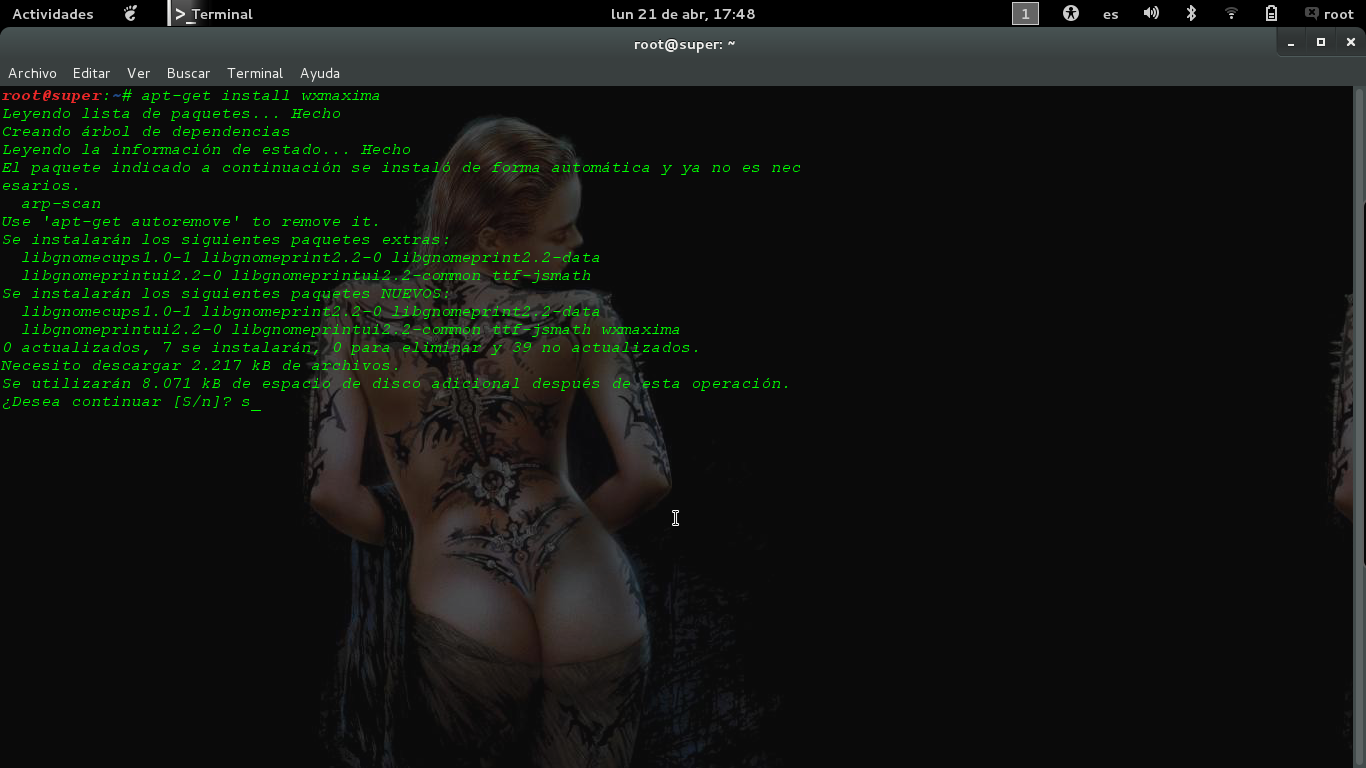 Actividades Terminal lun 21 de abr, 17:48 1 es root
root@super: ~
Archivo Editar Ver Buscar Terminal Ayuda
root@super:~# apt-get install wxmaxima
Leyendo lista de paquetes... Hecho
Creando árbol de dependencias
Leyendo la información de estado... Hecho
El paquete indicado a continuación se instaló de forma automática y ya no es nec
esarios.
  arp-scan
Use 'apt-get autoremove' to remove it.
Se instalarán los siguientes paquetes extras:
  libgnomecups1.0-1 libgnomeprint2.2-0 libgnomeprint2.2-data
  libgnomeprintui2.2-0 libgnomeprintui2.2-common ttf-jsmath
Se instalarán los siguientes paquetes NUEVOS:
  libgnomecups1.0-1 libgnomeprint2.2-0 libgnomeprint2.2-data
  libgnomeprintui2.2-0 libgnomeprintui2.2-common ttf-jsmath wxmaxima
0 actualizados, 7 se instalarán, 0 para eliminar y 39 no actualizados.
Necesito descargar 2.217 kB de archivos.
Se utilizarán 8.071 kB de espacio de disco adicional después de esta operación.
¿Desea continuar [S/n]? s_